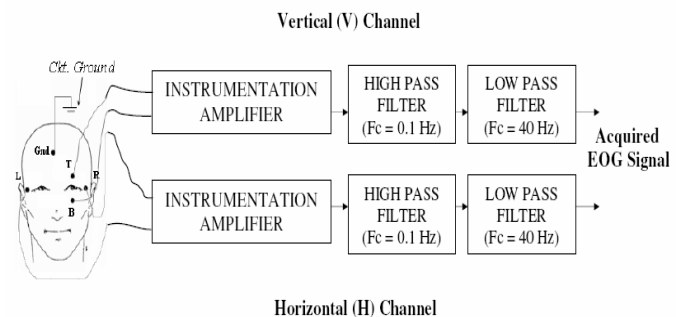 Vertical (V) Channel
Ckt. Ground
INSTRUMENTATION
AMPLIFIER
HIGH PASS
FILTER
(Fc = 0.1 Hz)
LOW PASS
FILTER
(Fc = 40 Hz)
Acquired
EOG Signal
Gnd.
T
L
R
B
INSTRUMENTATION
AMPLIFIER
HIGH PASS
FILTER
(Fc = 0.1 Hz)
LOW PASS
FILTER
(Fc = 40 Hz)
Horizontal (H) Channel